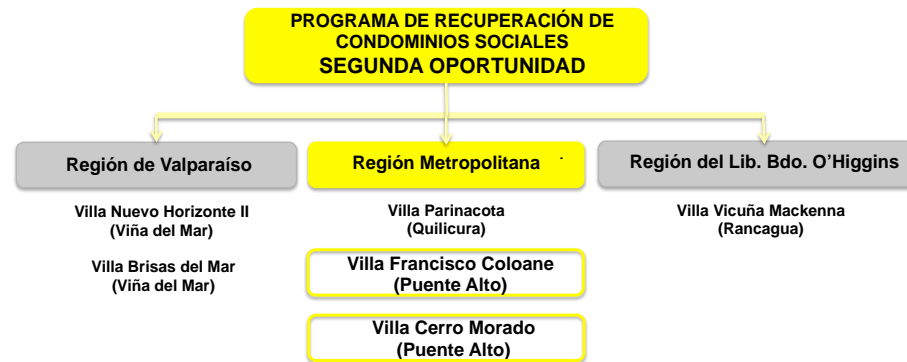 PROGRAMA DE RECUPERACIÓN DE
CONDOMINIOS SOCIALES
SEGUNDA OPORTUNIDAD
Región de Valparaíso
Villa Nuevo Horizonte II
(Viña del Mar)
Villa Brisas del Mar
(Viña del Mar)
Región Metropolitana
Villa Parinacota
(Quilicura)
Villa Francisco Coloane
(Puente Alto)
Villa Cerro Morado
(Puente Alto)
Región del Lib. Bdo. O’Higgins
Villa Vicuña Mackenna
(Rancagua)